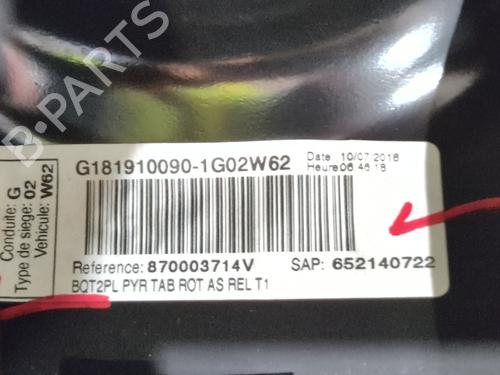 B-PARTS
G181910090-1G02W62
Date 10/07/2018
Heure 06 46 18
Conduite: G
Type de siege: 02
Vehicule: W62
Reference: 870003714V
SAP: 652140722
BQT2PL PYR TAB ROT AS REL T1